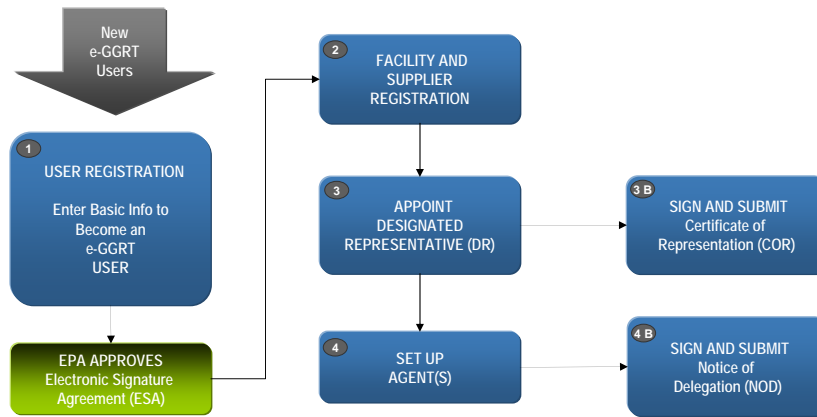 New
e-GGRT
Users
1
USER REGISTRATION
Enter Basic Info to
Become an
e-GGRT
USER
EPA APPROVES
Electronic Signature
Agreement (ESA)
2
FACILITY AND
SUPPLIER
REGISTRATION
3
APPOINT
DESIGNATED
REPRESENTATIVE (DR)
3 B
SIGN AND SUBMIT
Certificate of
Representation (COR)
4
SET UP
AGENT(S)
4 B
SIGN AND SUBMIT
Notice of
Delegation (NOD)